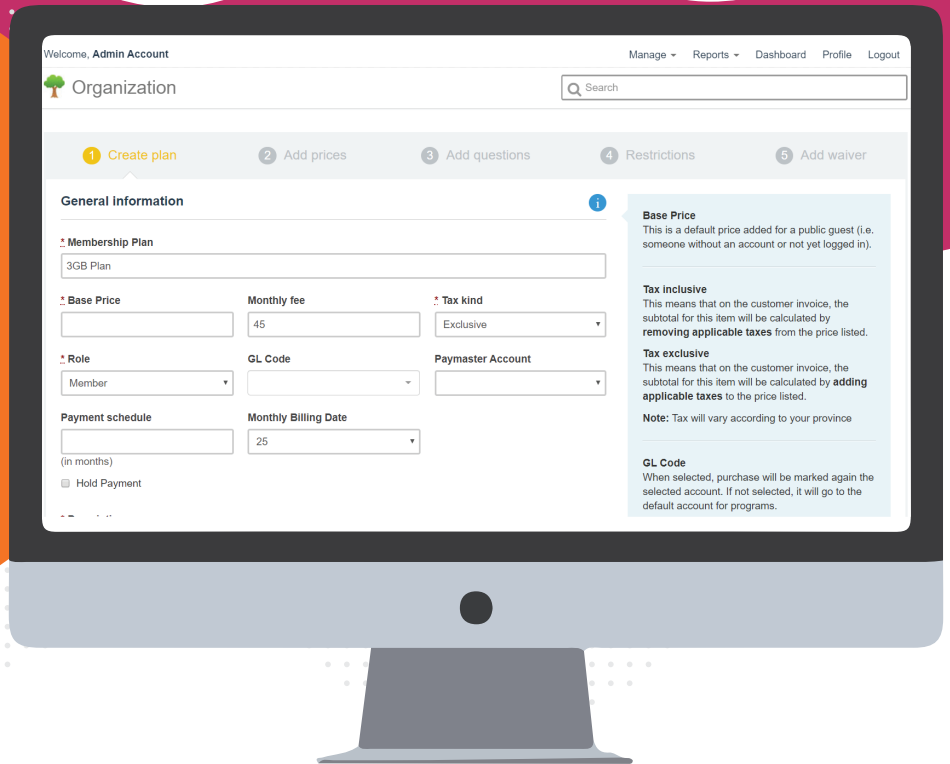 Welcome, Admin Account
Manage Reports Dashboard Profile Logout
Organization
Search
1 Create plan 2 Add prices 3 Add questions 4 Restrictions 5 Add waiver
General information
i
* Membership Plan
3GB Plan
* Base Price Monthly fee * Tax kind
45 Exclusive
* Role GL Code Paymaster Account
Member
Payment schedule Monthly Billing Date
25
(in months)
Hold Payment
Base Price
This is a default price added for a public guest (i.e.
someone without an account or not yet logged in).
Tax inclusive
This means that on the customer invoice, the
subtotal for this item will be calculated by
removing applicable taxes from the price listed.
Tax exclusive
This means that on the customer invoice, the
subtotal for this item will be calculated by adding
applicable taxes to the price listed.
Note: Tax will vary according to your province
GL Code
When selected, purchase will be marked again the
selected account. If not selected, it will go to the
default account for programs.